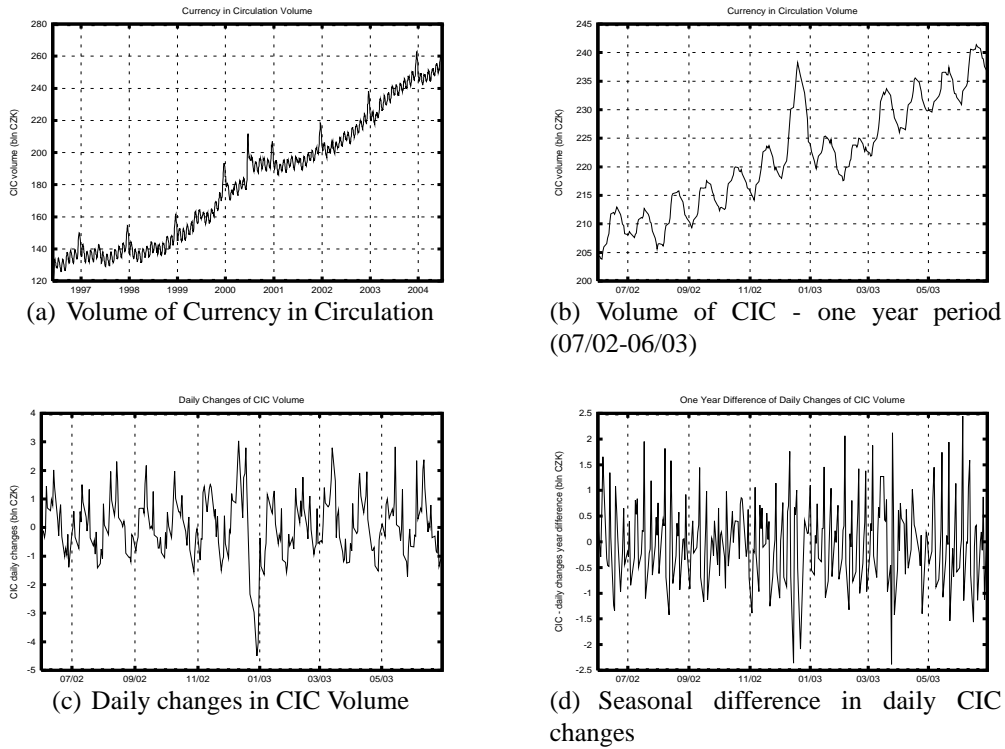 Currency in Circulation Volume
CIC volume (bln CZK)
280
260
240
220
200
180
160
140
120
1997 1998 1999 2000 2001 2002 2003 2004
(a) Volume of Currency in Circulation
Currency in Circulation Volume
CIC volume (bln CZK)
245
240
235
230
225
220
215
210
205
200
07/02 09/02 11/02 01/03 03/03 05/03
(b) Volume of CIC - one year period
(07/02-06/03)
Daily Changes of CIC Volume
CIC daily changes (bln CZK)
4
3
2
1
0
-1
-2
-3
-4
-5
07/02 09/02 11/02 01/03 03/03 05/03
(c) Daily changes in CIC Volume
One Year Difference of Daily Changes of CIC Volume
CIC - daily changes year difference (bln CZK)
2.5
2
1.5
1
0.5
0
-0.5
-1
-1.5
-2
-2.5
07/02 09/02 11/02 01/03 03/03 05/03
(d) Seasonal difference in daily CIC
changes